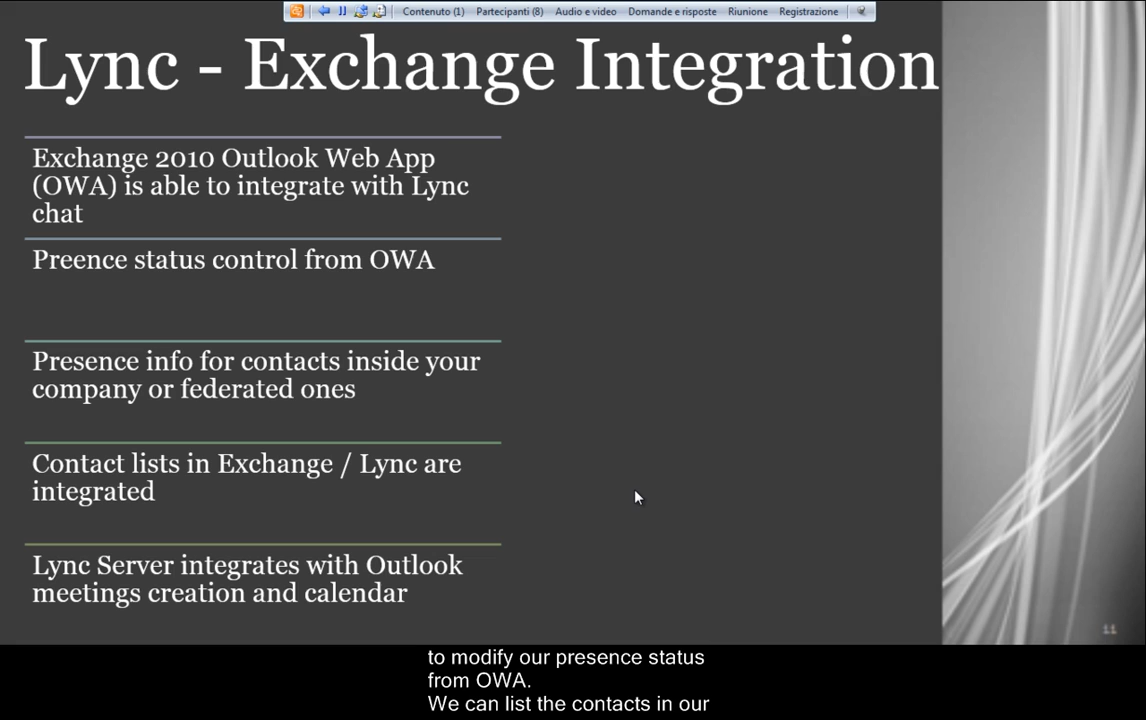 Contenuto (1) Partecipanti (8) Audio e video Domande e risposte Riunione Registrazione
Lync - Exchange Integration
Exchange 2010 Outlook Web App
(OWA) is able to integrate with Lync
chat
Preence status control from OWA
Presence info for contacts inside your
company or federated ones
Contact lists in Exchange / Lync are
integrated
Lync Server integrates with Outlook
meetings creation and calendar
11
to modify our presence status
from OWA.
We can list the contacts in our